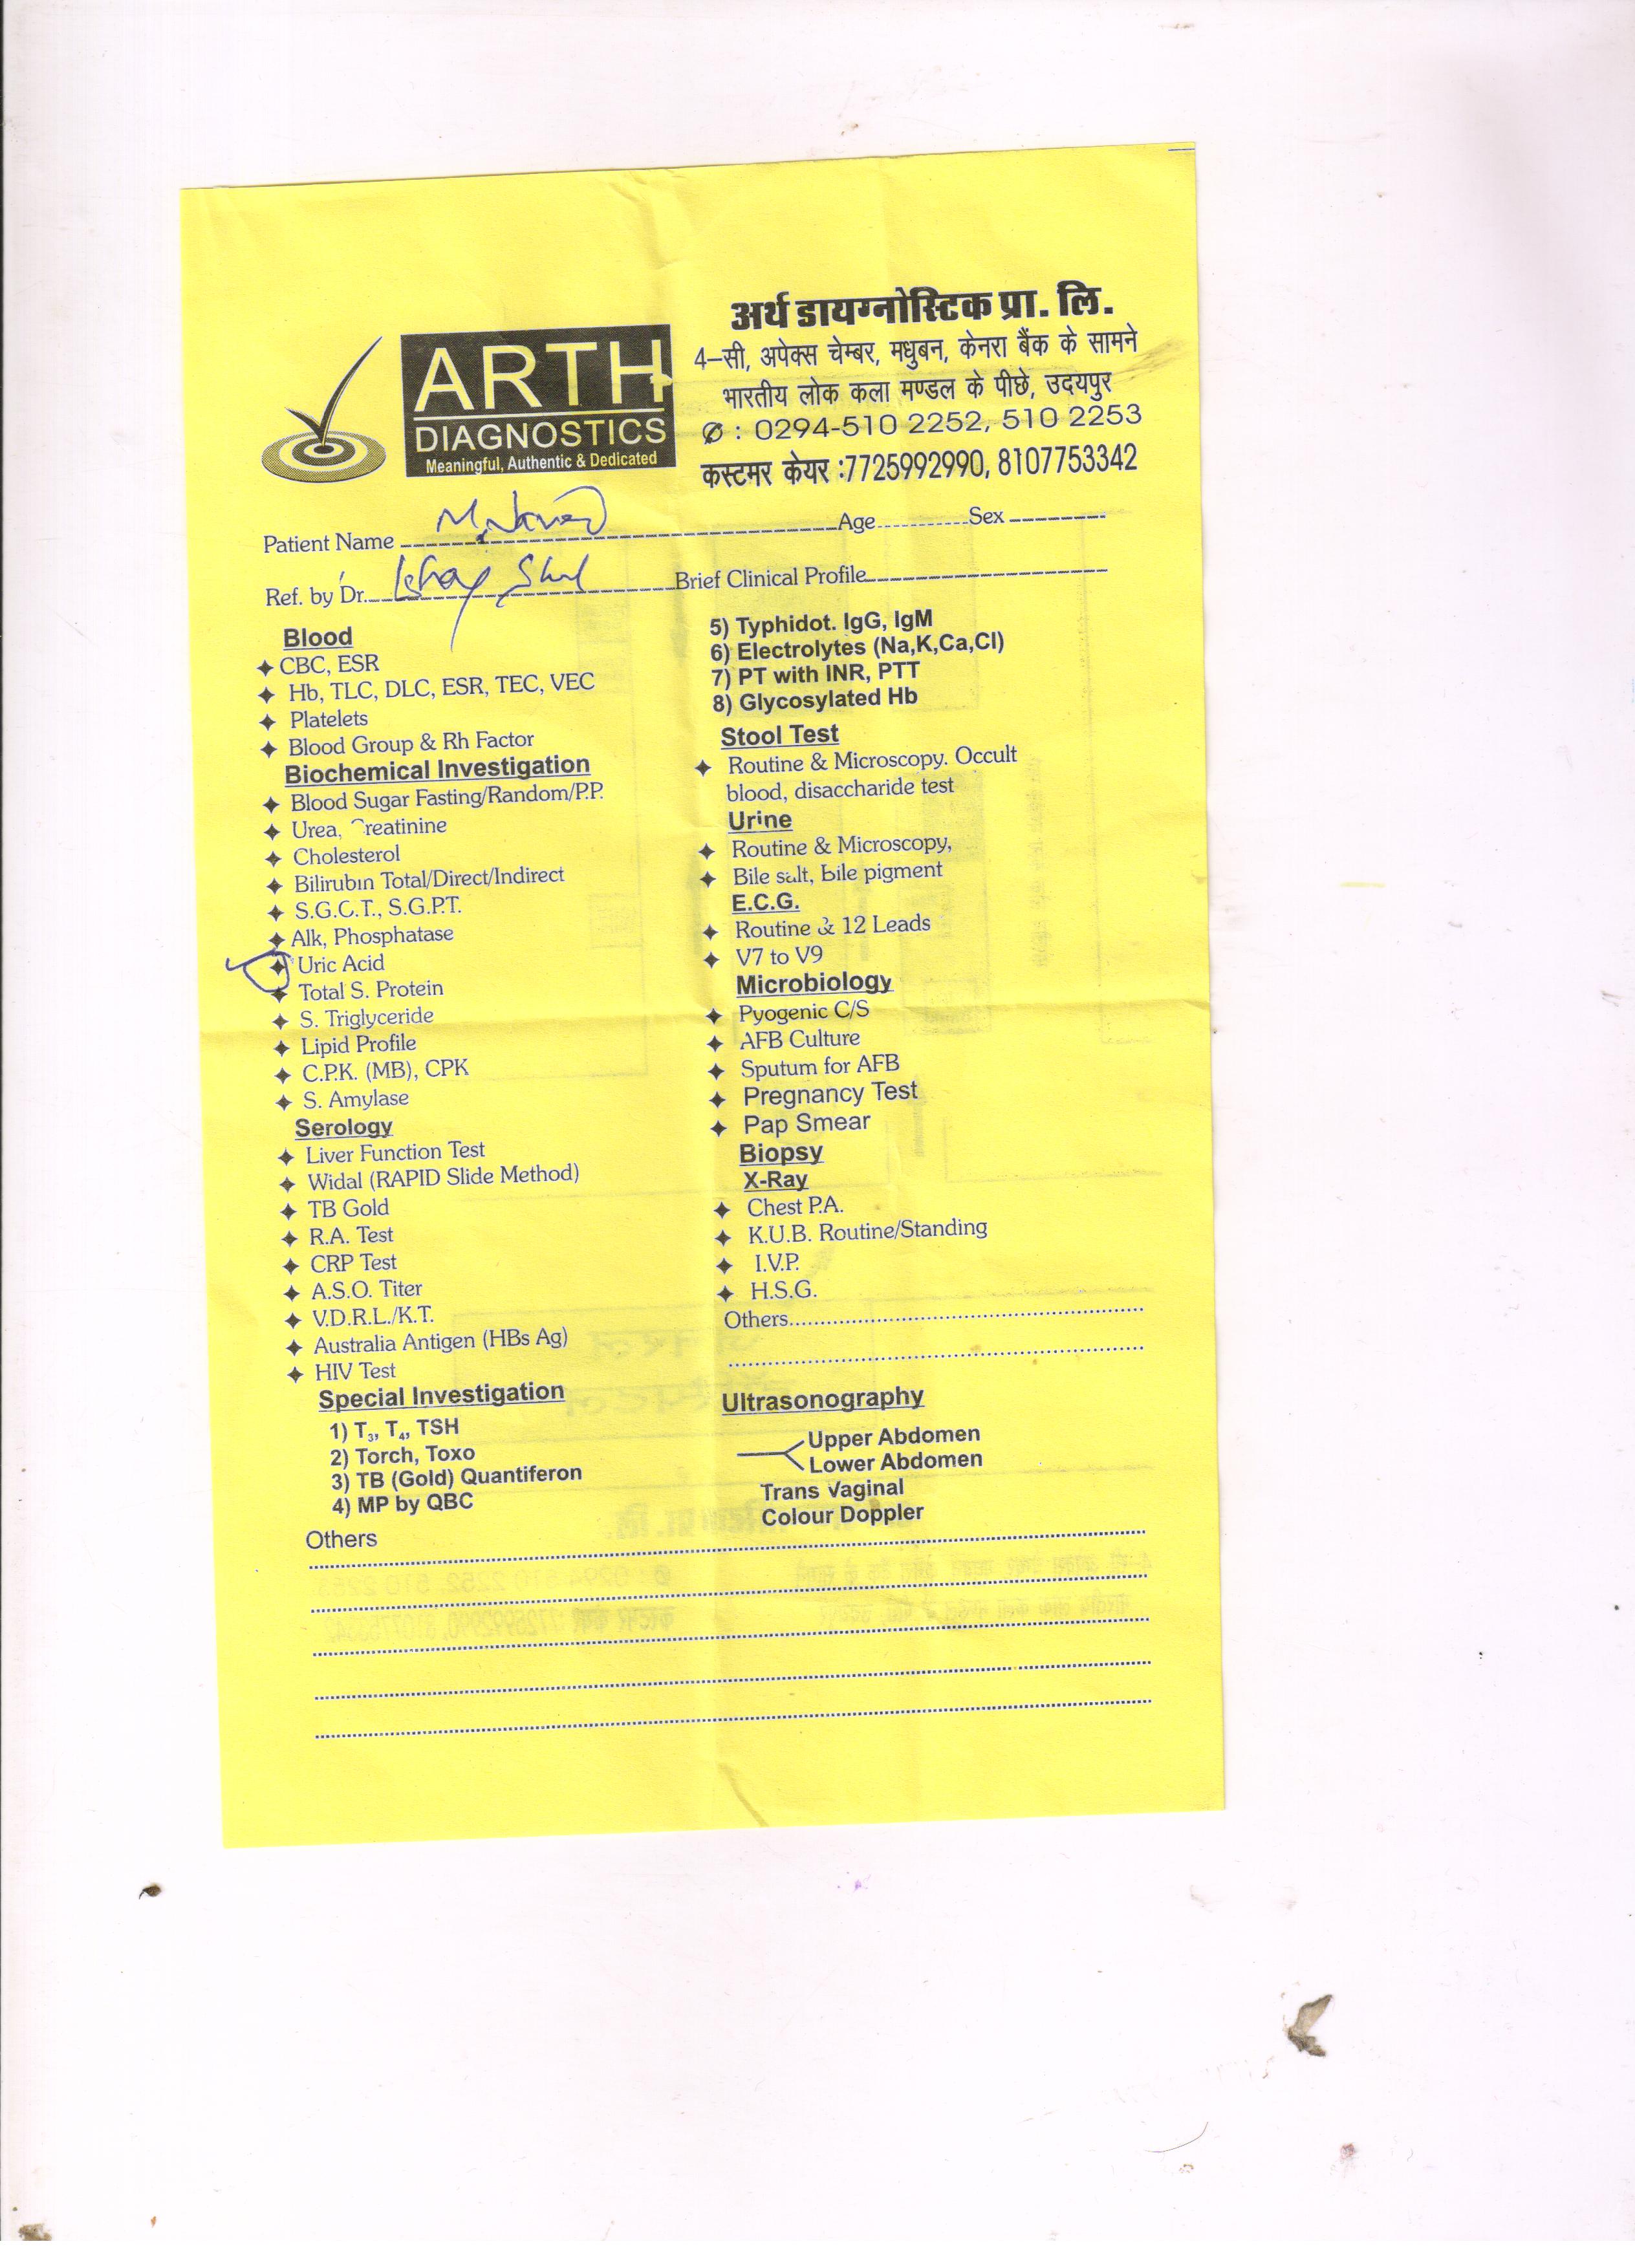 अर्थ डायग्नोस्टिक प्रा. लि.
4–सी, अपेक्स चेम्बर, मधुबन, केनरा बैंक के सामने
भारतीय लोक कला मण्डल के पीछे, उदयपुर
: 0294-510 2252, 510 2253
कस्टमर केयर :7725992990, 8107753342
ARTH
DIAGNOSTICS
Meaningful, Authentic & Dedicated
Patient Name M. Age Sex
Ref. by Dr. Brief Clinical Profile
Blood
CBC, ESR
Hb, TLC, DLC, ESR, TEC, VEC
Platelets
Blood Group & Rh Factor
Biochemical Investigation
Blood Sugar Fasting/Random/P.P.
Urea, Creatinine
Cholesterol
Bilirubin Total/Direct/Indirect
S.G.C.T., S.G.P.T.
Alk, Phosphatase
Uric Acid
Total S. Protein
S. Triglyceride
Lipid Profile
C.P.K. (MB), CPK
S. Amylase
Serology
Liver Function Test
Widal (RAPID Slide Method)
TB Gold
R.A. Test
CRP Test
A.S.O. Titer
V.D.R.L./K.T.
Australia Antigen (HBs Ag)
HIV Test
Special Investigation
1) T3, T4, TSH
2) Torch, Toxo
3) TB (Gold) Quantiferon
4) MP by QBC
5) Typhidot. IgG, IgM
6) Electrolytes (Na,K,Ca,Cl)
7) PT with INR, PTT
8) Glycosylated Hb
Stool Test
Routine & Microscopy. Occult
blood, disaccharide test
Urine
Routine & Microscopy,
Bile salt, bile pigment
E.C.G.
Routine & 12 Leads
V7 to V9
Microbiology
Pyogenic C/S
AFB Culture
Sputum for AFB
Pregnancy Test
Pap Smear
Biopsy
X-Ray
Chest P.A.
K.U.B. Routine/Standing
I.V.P.
H.S.G.
Others
Ultrasonography
Upper Abdomen
Lower Abdomen
Trans Vaginal
Colour Doppler
Others